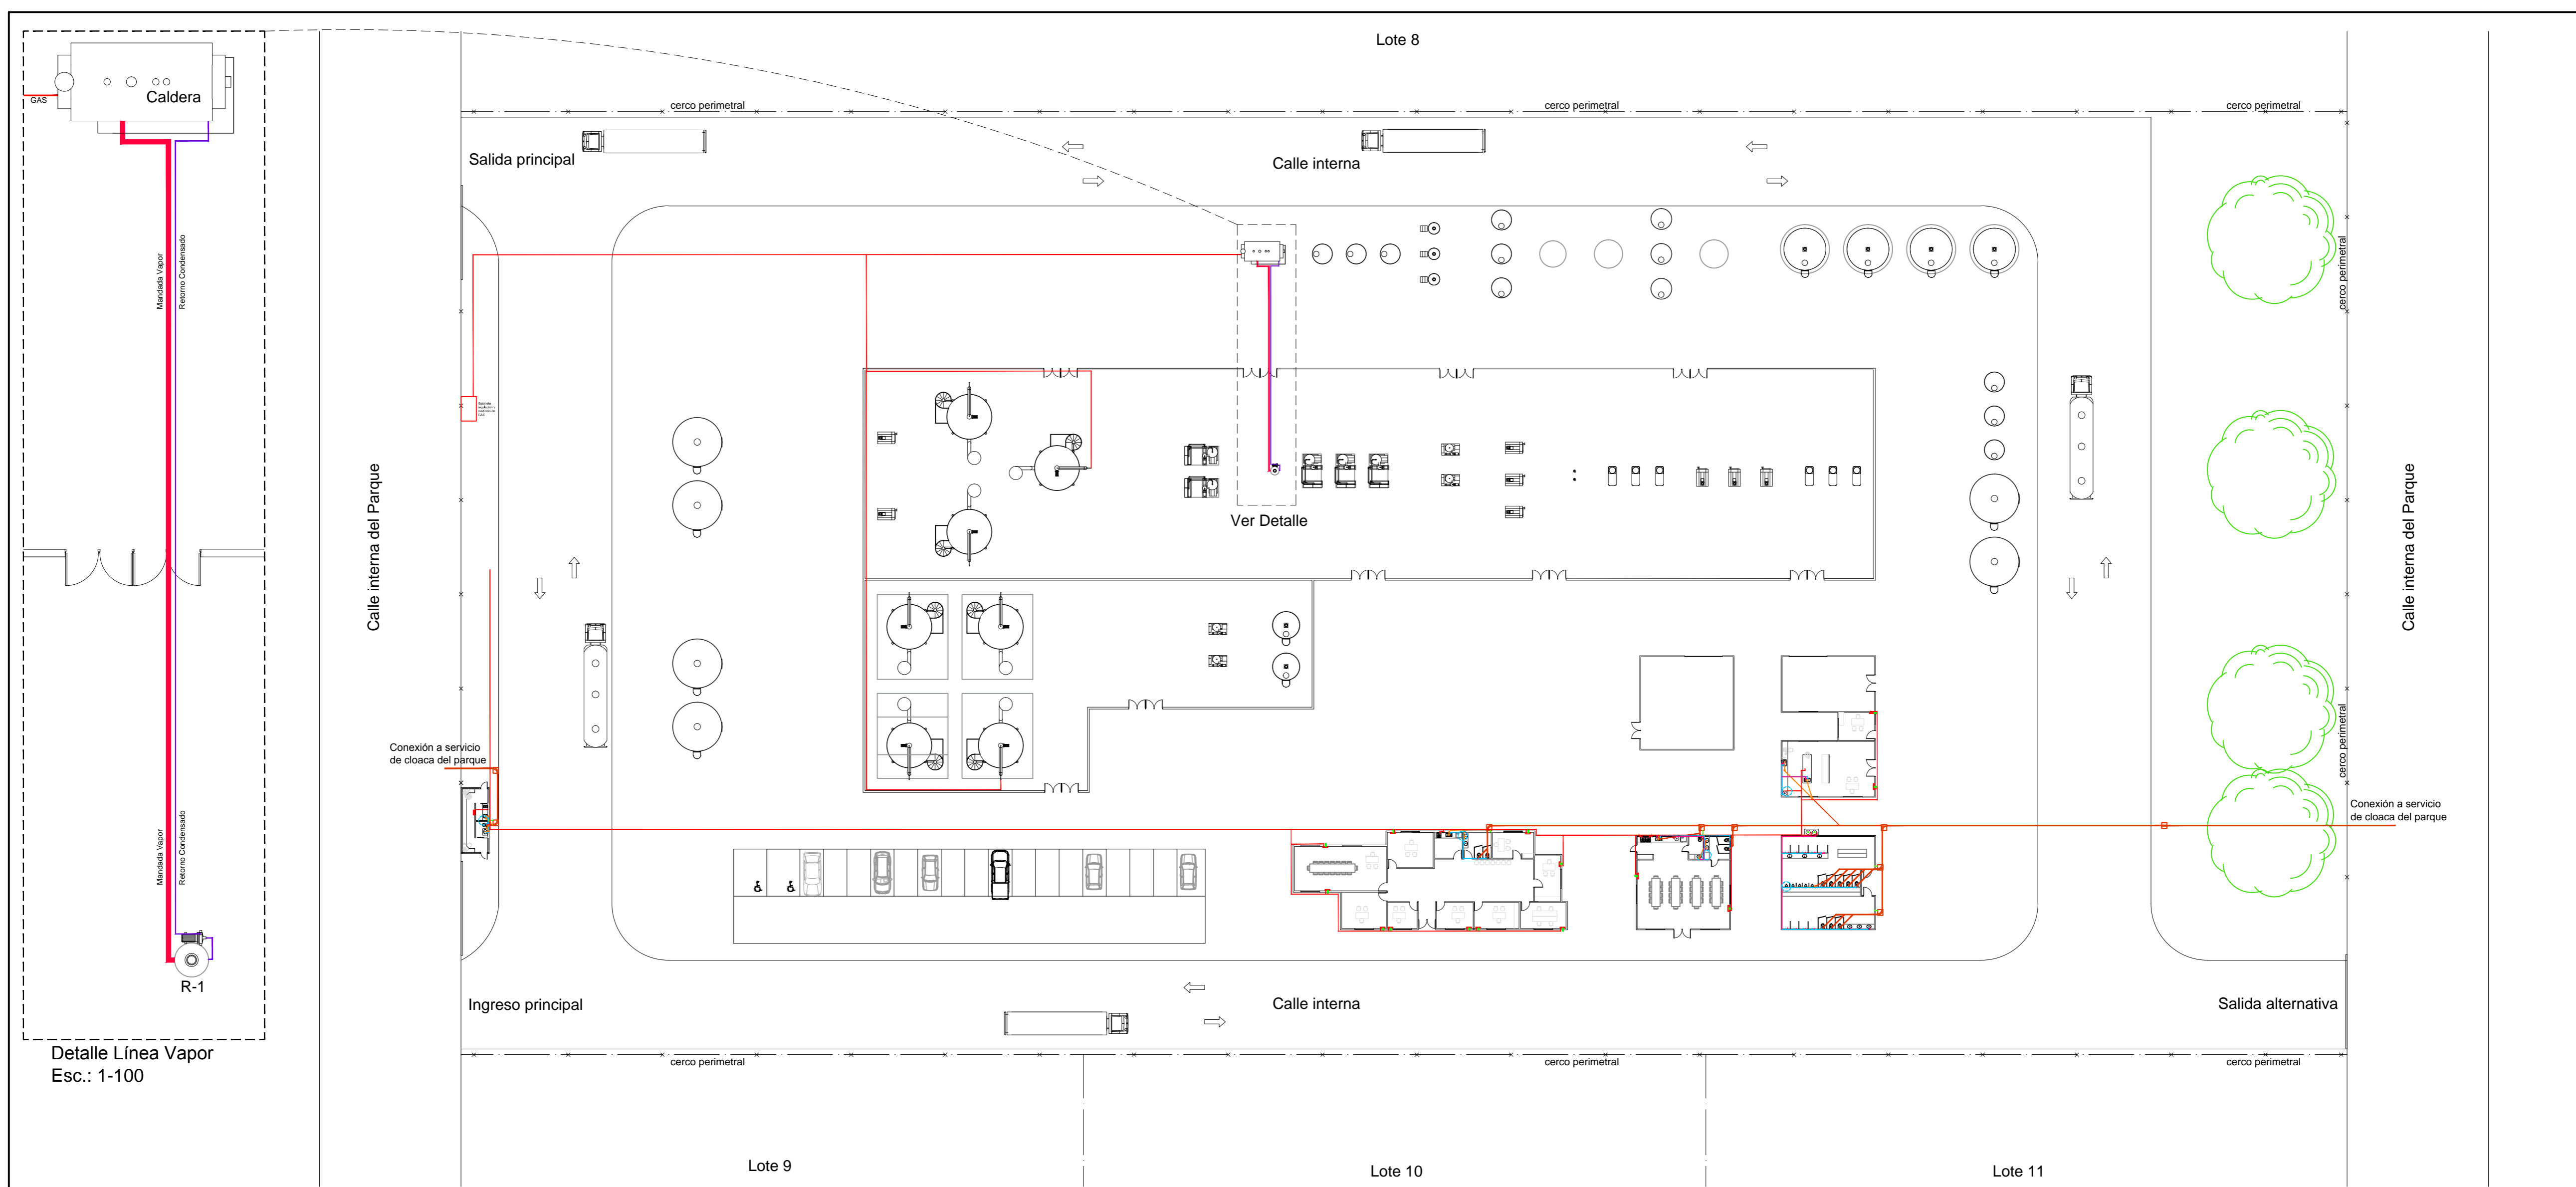 Lote 8
GAS
Caldera
cerco perimetral
cerco perimetral
cerco perimetral
Salida principal
Calle interna
Mandada Vapor
Retorno Condensado
cerco perimetral
Calle interna del Parque
Calle interna del Parque
Ver Detalle
Conexión a servicio
de cloaca del parque
cerco perimetral
Conexión a servicio
de cloaca del parque
Mandada Vapor
Retorno Condensado
R-1
Ingreso principal
Calle interna
Salida alternativa
Detalle Línea Vapor
Esc.: 1-100
cerco perimetral
cerco perimetral
cerco perimetral
Lote 9
Lote 10
Lote 11